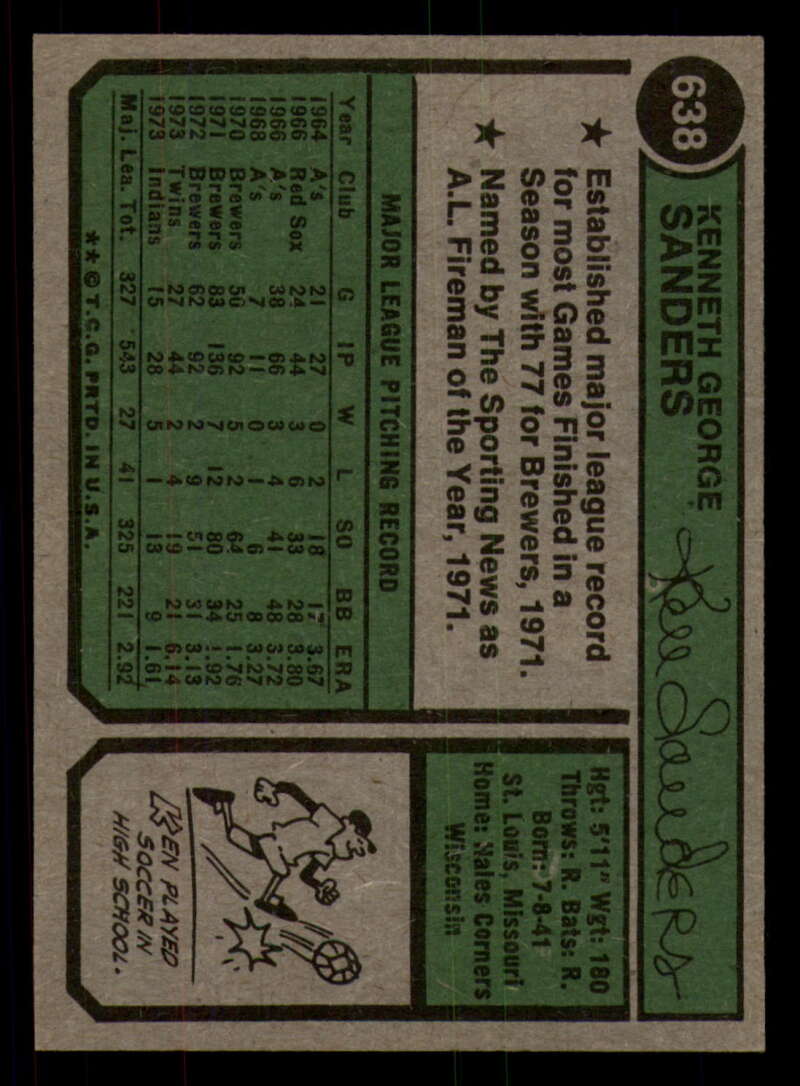 638
KENNETH GEORGE
SANDERS
Ken Sanders
★ Established major league record
for most Games Finished in a
Season with 77 for Brewers, 1971.
★ Named by The Sporting News as
A.L. Fireman of the Year, 1971.
MAJOR LEAGUE PITCHING RECORD
Year Club G IP W L SO BB ERA
1964 A's 21 27 0 2 18 17 3.67
1966 Red Sox 24 44 3 6 33 28 3.80
1966 A's 38 66 3 4 41 48 3.72
1968 A's 7 11 0 1 6 8 3.27
1970 Brewers 50 92 5 2 64 25 1.76
1971 Brewers 83 136 7 12 80 34 1.92
1972 Brewers 62 92 2 9 51 31 3.13
1973 Twins 27 44 2 4 19 21 6.14
1973 Indians 15 28 5 1 13 9 1.61
Maj. Lea. Tot. 327 543 27 41 325 221 2.92
**©T.C.G. PRTD. IN U.S.A.
Hgt: 5'11" Wgt: 180
Throws: R. Bats: R.
Born: 7-8-41
St. Louis, Missouri
Home: Hales Corners
Wisconsin
KEN PLAYED
SOCCER IN
HIGH SCHOOL.